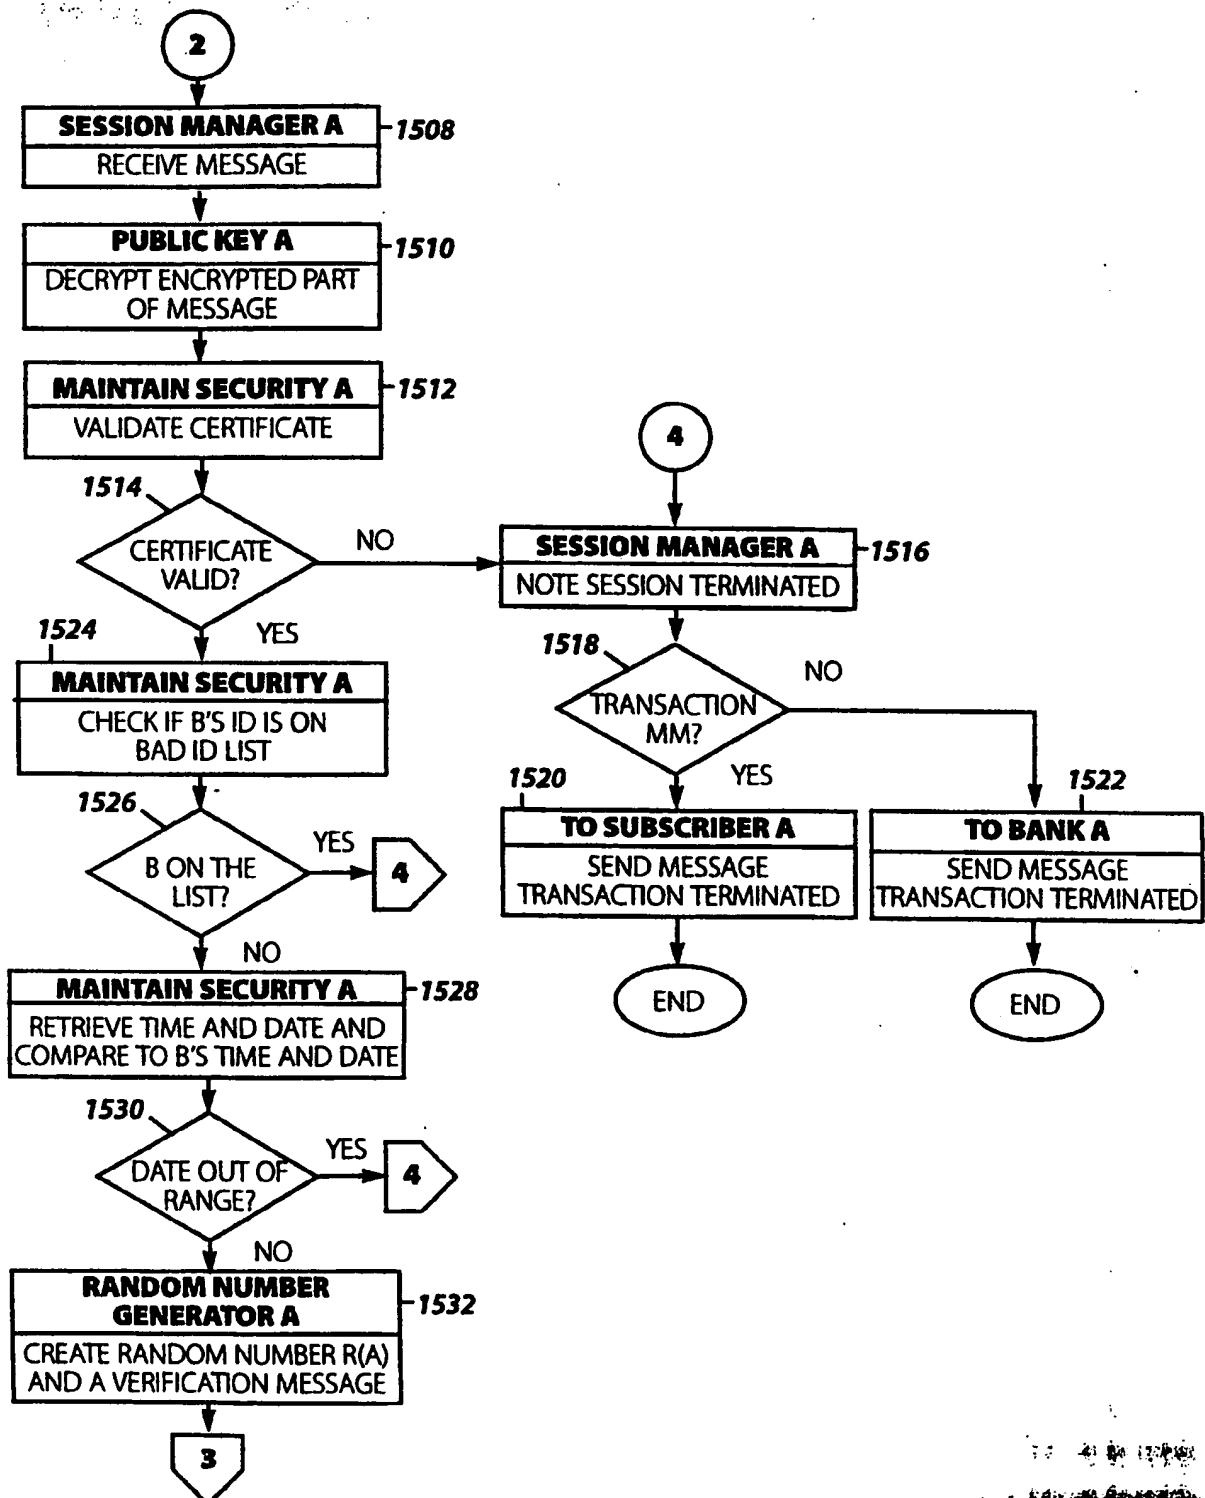 2
SESSION MANAGER A
1508
RECEIVE MESSAGE
PUBLIC KEY A
1510
DECRYPT ENCRYPTED PART
OF MESSAGE
MAINTAIN SECURITY A
1512
VALIDATE CERTIFICATE
1514
CERTIFICATE
VALID?
NO
YES
4
SESSION MANAGER A
1516
NOTE SESSION TERMINATED
1518
TRANSACTION
MM?
NO
YES
1520
TO SUBSCRIBER A
SEND MESSAGE
TRANSACTION TERMINATED
END
1522
TO BANK A
SEND MESSAGE
TRANSACTION TERMINATED
END
1524
MAINTAIN SECURITY A
CHECK IF B'S ID IS ON
BAD ID LIST
1526
B ON THE
LIST?
YES
4
NO
MAINTAIN SECURITY A
1528
RETRIEVE TIME AND DATE AND
COMPARE TO B'S TIME AND DATE
1530
DATE OUT OF
RANGE?
YES
4
NO
RANDOM NUMBER
GENERATOR A
1532
CREATE RANDOM NUMBER R(A)
AND A VERIFICATION MESSAGE
3